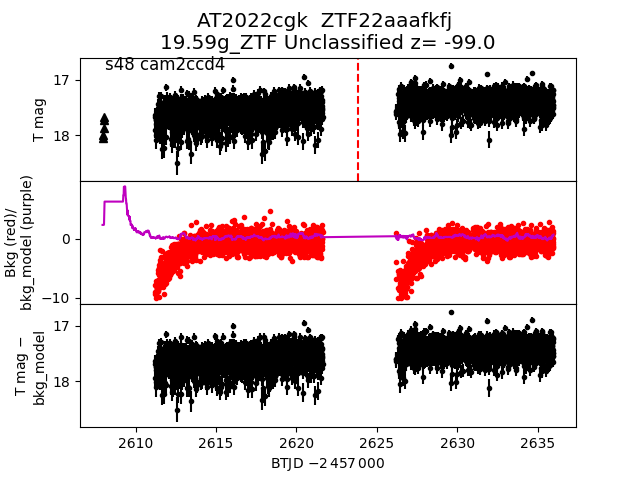 AT2022cgk  ZTF22aaafkfj
19.59g_ZTF Unclassified z= -99.0
s48 cam2ccd4
17
18
T mag
0
−10
Bkg (red)/
bkg_model (purple)
17
18
T mag −
bkg_model
2610 2615 2620 2625 2630 2635
BTJD −2 457 000